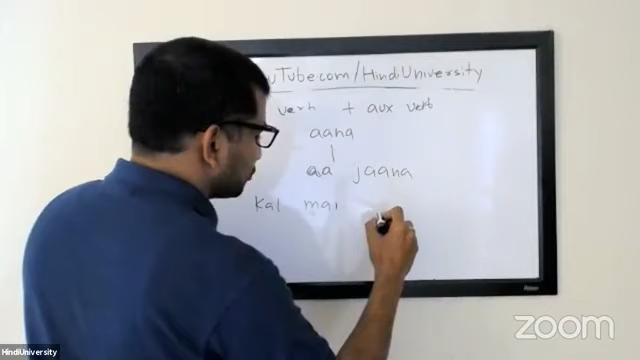 uTube.com/HindiUniversity
verb + aux verb
aana
aa jaana
Kal mai
zoom
HindiUniversity